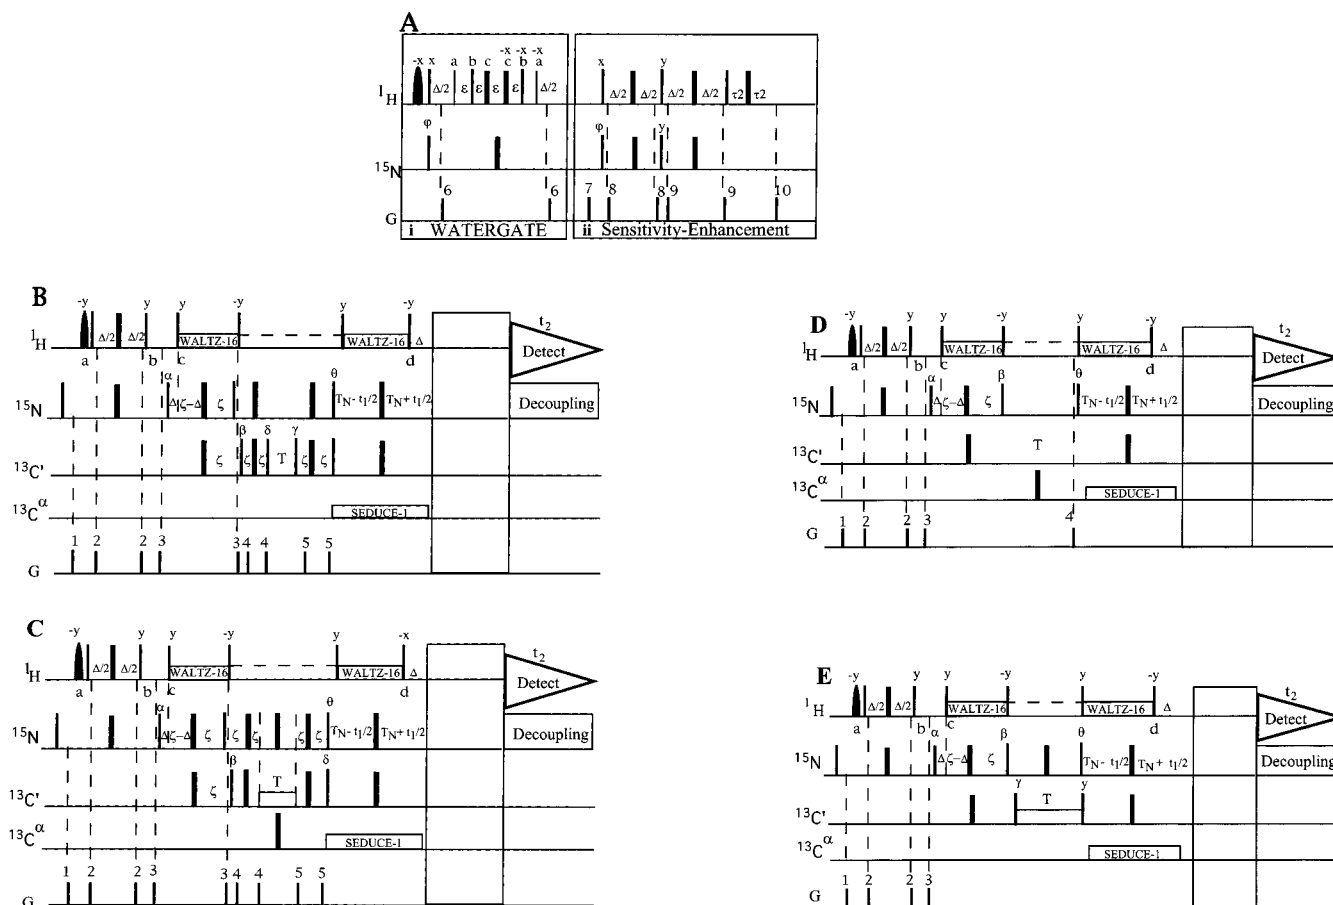 A
-x x a b c -x c -x b -x a
x y
¹H Δ/2 ε ε ε ε Δ/2 Δ/2 Δ/2 Δ/2 Δ/2 τ2 τ2
φ φ y
¹⁵N
6 6 7 8 8 9 9 10
G
i WATERGATE ii Sensitivity-Enhancement
B
-y y y -y y -y t₂
¹H Δ/2 Δ/2 WALTZ-16 WALTZ-16 Δ Detect
a b c d
α θ
¹⁵N Δ ζ-Δ ζ T_N- t₁/2 T_N+ t₁/2 Decoupling
β δ γ
¹³C' ζ ζ ζ T ζ ζ
¹³C^α SEDUCE-1
1 2 2 3 3 4 4 5 5
G
C
-y y y -y y -x t₂
¹H Δ/2 Δ/2 WALTZ-16 WALTZ-16 Δ Detect
a b c d
α θ
¹⁵N Δ ζ-Δ ζ ζ ζ ζ ζ T_N- t₁/2 T_N+ t₁/2 Decoupling
β δ
¹³C' ζ T
¹³C^α SEDUCE-1
1 2 2 3 3 4 4 5 5
G
D
-y y y -y y -y t₂
¹H Δ/2 Δ/2 WALTZ-16 WALTZ-16 Δ Detect
a b c d
α β θ
¹⁵N Δ ζ-Δ ζ T_N- t₁/2 T_N+ t₁/2 Decoupling
¹³C' T
¹³C^α SEDUCE-1
1 2 2 3 4
G
E
-y y y -y y -y t₂
¹H Δ/2 Δ/2 WALTZ-16 WALTZ-16 Δ Detect
a b c d
α β θ
¹⁵N Δ ζ-Δ ζ T_N- t₁/2 T_N+ t₁/2 Decoupling
γ T y
¹³C'
¹³C^α SEDUCE-1
1 2 2 3
G